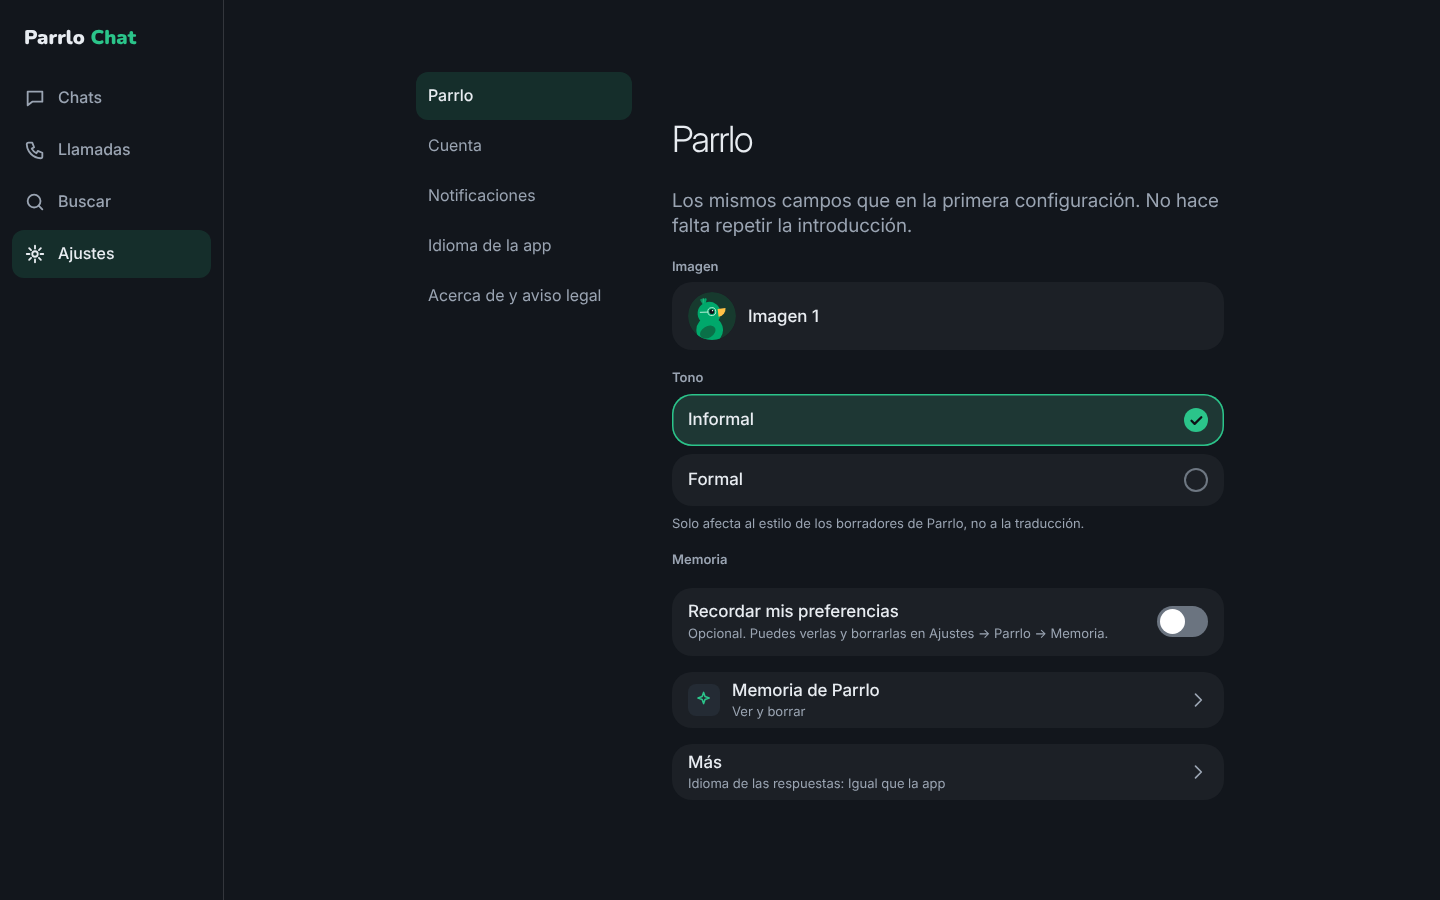 Parrlo Chat
Chats
Llamadas
Buscar
Ajustes
Parrlo
Cuenta
Notificaciones
Idioma de la app
Acerca de y aviso legal
Parrlo
Los mismos campos que en la primera configuración. No hace
falta repetir la introducción.
Imagen
Imagen 1
Tono
Informal
Formal
Solo afecta al estilo de los borradores de Parrlo, no a la traducción.
Memoria
Recordar mis preferencias
Opcional. Puedes verlas y borrarlas en Ajustes → Parrlo → Memoria.
Memoria de Parrlo
Ver y borrar
Más
Idioma de las respuestas: Igual que la app